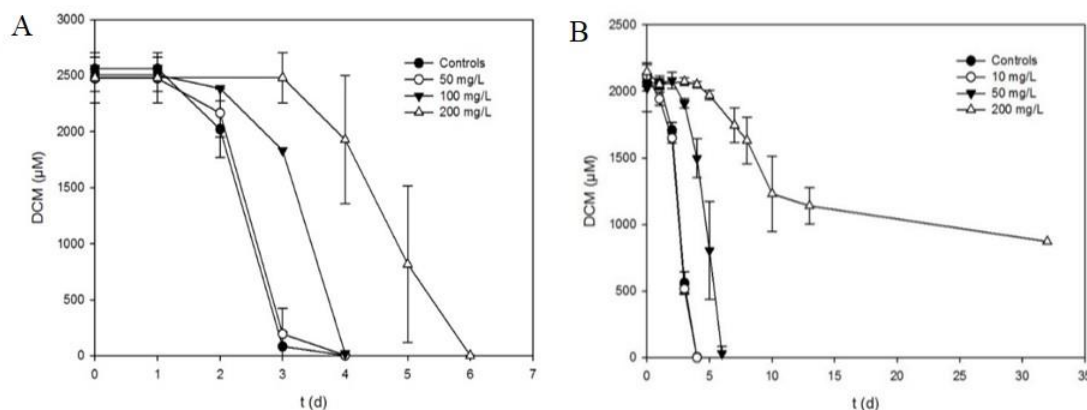 A
3000
2500
2000
1500
1000
500
0
DCM (µM)
0 1 2 3 4 5 6 7
t (d)
Controls
50 mg/L
100 mg/L
200 mg/L
B
2500
2000
1500
1000
500
0
DCM (µM)
0 5 10 15 20 25 30 35
t (d)
Controls
10 mg/L
50 mg/L
200 mg/L